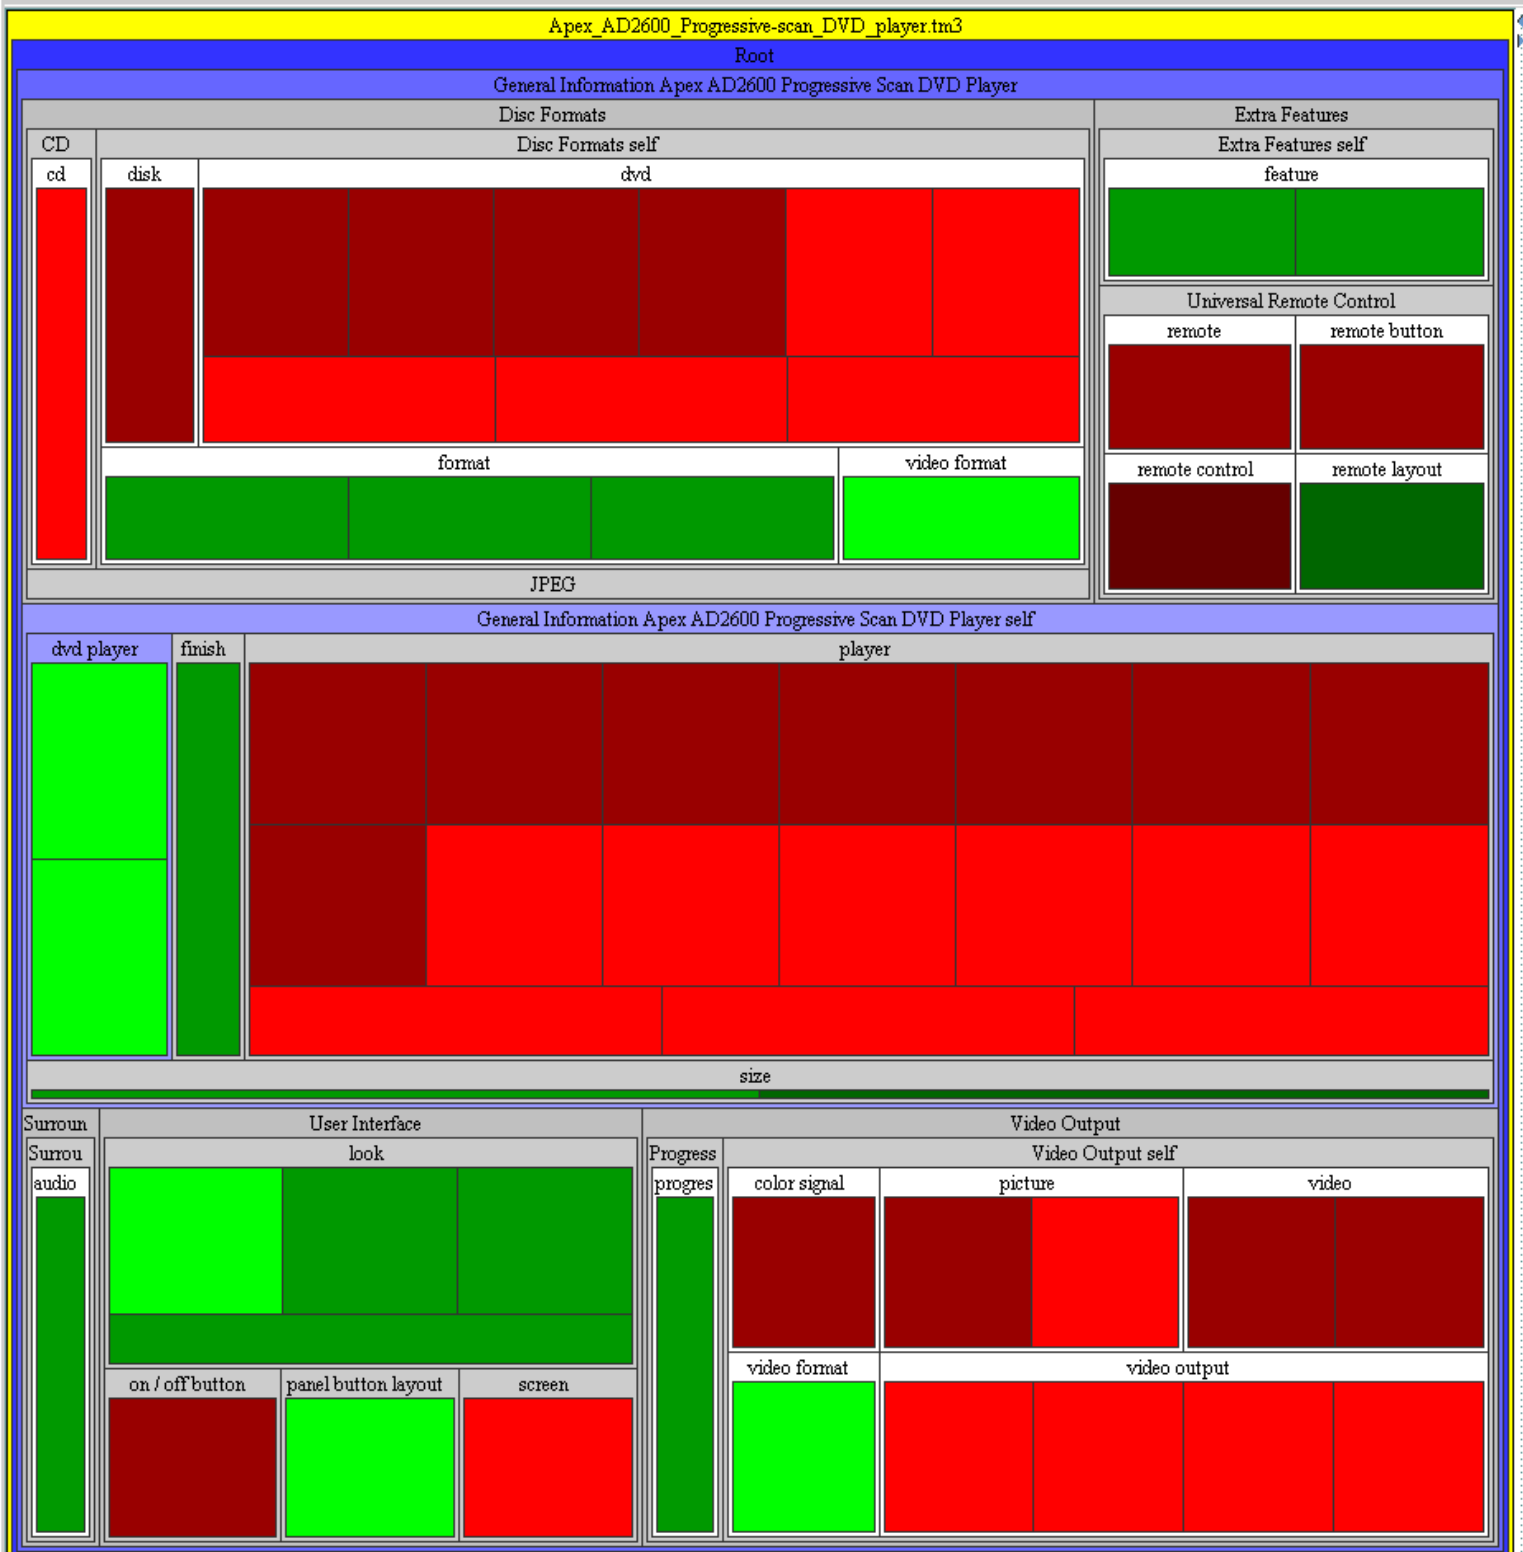 Apex_AD2600_Progressive-scan_DVD_player.tm3
Root
General Information Apex AD2600 Progressive Scan DVD Player
Disc Formats
Extra Features
CD
Disc Formats self
Extra Features self
cd
disk
dvd
feature
Universal Remote Control
remote
remote button
format
video format
remote control
remote layout
JPEG
General Information Apex AD2600 Progressive Scan DVD Player self
dvd player
finish
player
size
Surroun
User Interface
Video Output
Surrou
look
Progress
Video Output self
audio
progres
color signal
picture
video
video format
video output
on / off button
panel button layout
screen